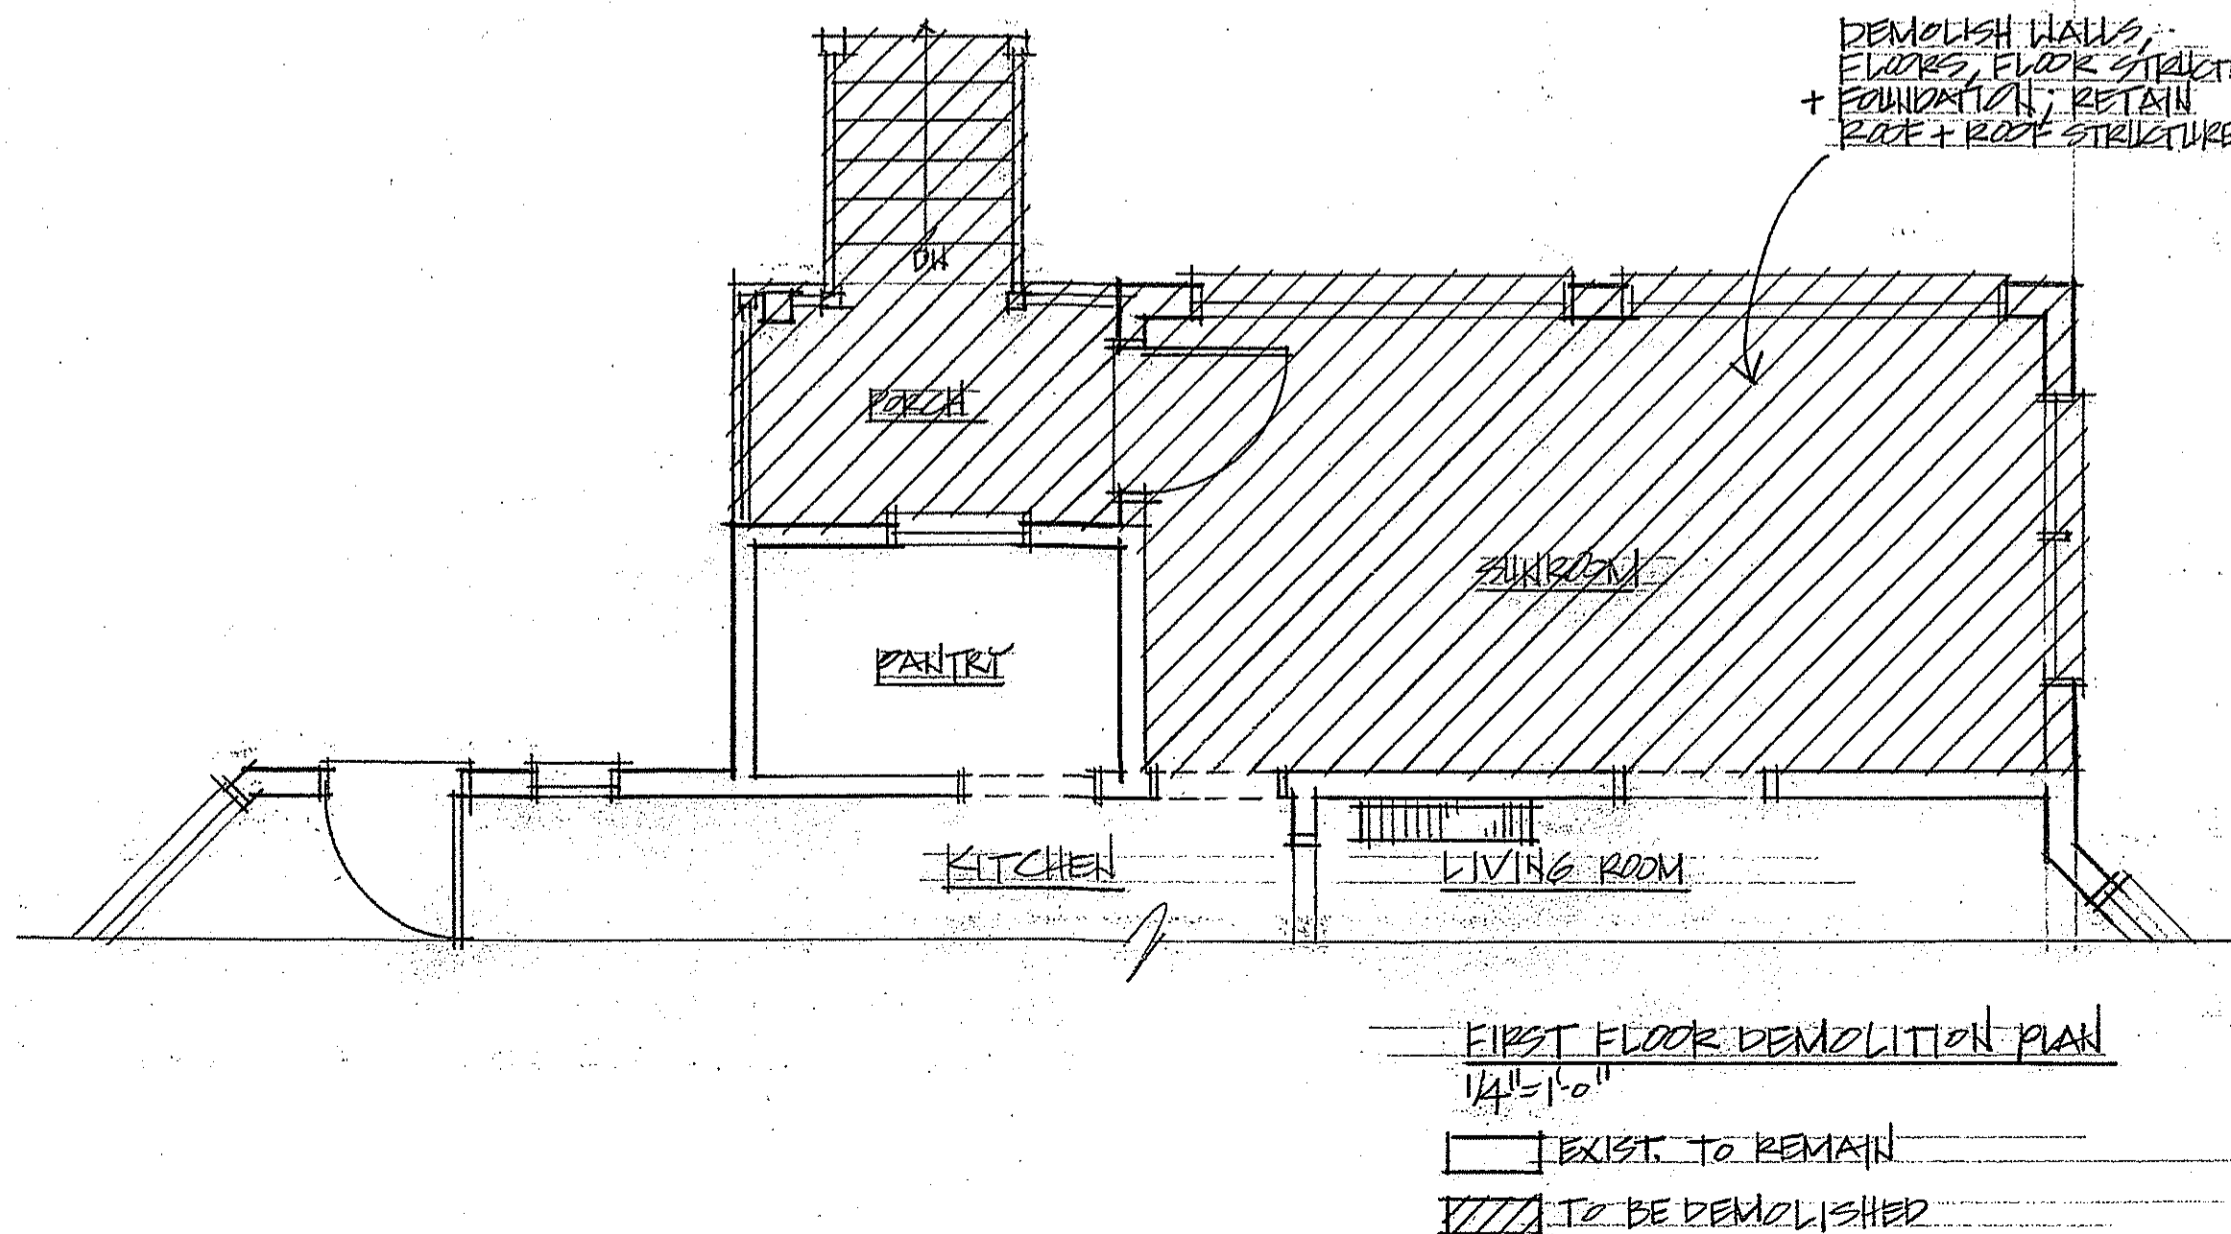 DEMOLISH WALLS,
FLOORS, FLOOR STRUCT
+ FOUNDATION; RETAIN
ROOF + ROOF STRUCTURE
DN
PORCH
SUNROOM
PANTRY
KITCHEN
LIVING ROOM
FIRST FLOOR DEMOLITION PLAN
1/4"=1'-0"
EXIST. TO REMAIN
TO BE DEMOLISHED